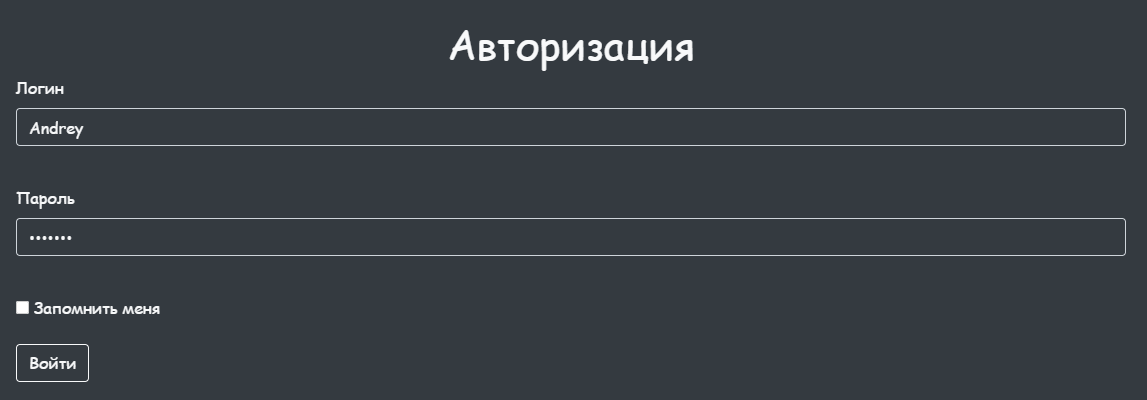 Авторизация
Логин
Andrey
Пароль
•••••••
Запомнить меня
Войти